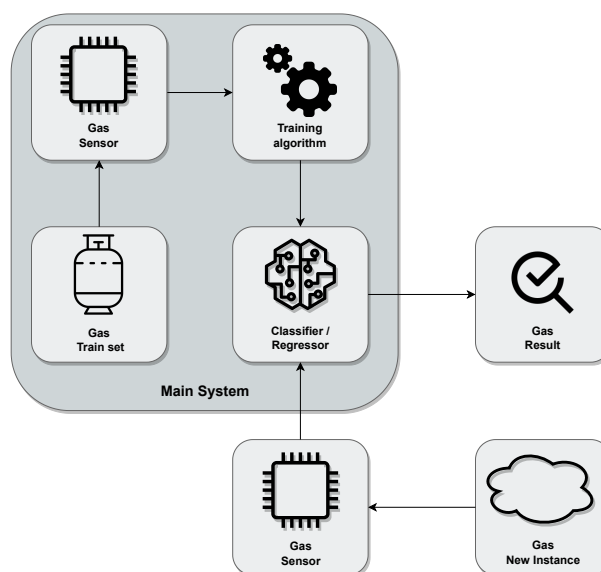 Gas
Sensor
Training
algorithm
Gas
Train set
Classifier /
Regressor
Gas
Result
Main System
Gas
Sensor
Gas
New Instance